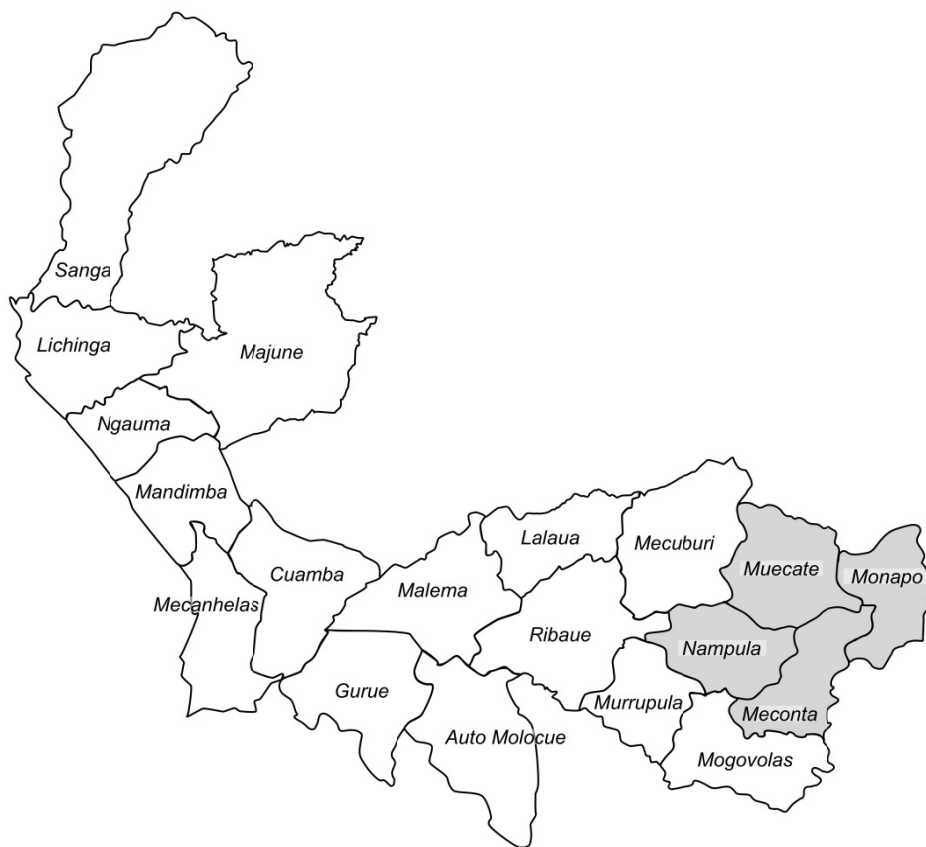 Sanga
Lichinga
Majune
Ngauma
Mandimba
Lalaua
Mecuburi
Muecate
Monapo
Cuamba
Malema
Mecanhelas
Ribaue
Nampula
Gurue
Murrupula
Meconta
Auto Molocue
Mogovolas